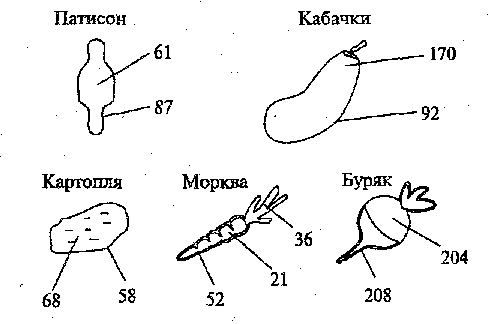 Патисон Кабачки
61 170
87 92
Картопля Морква Буряк
36 204
68 58 52 21 208